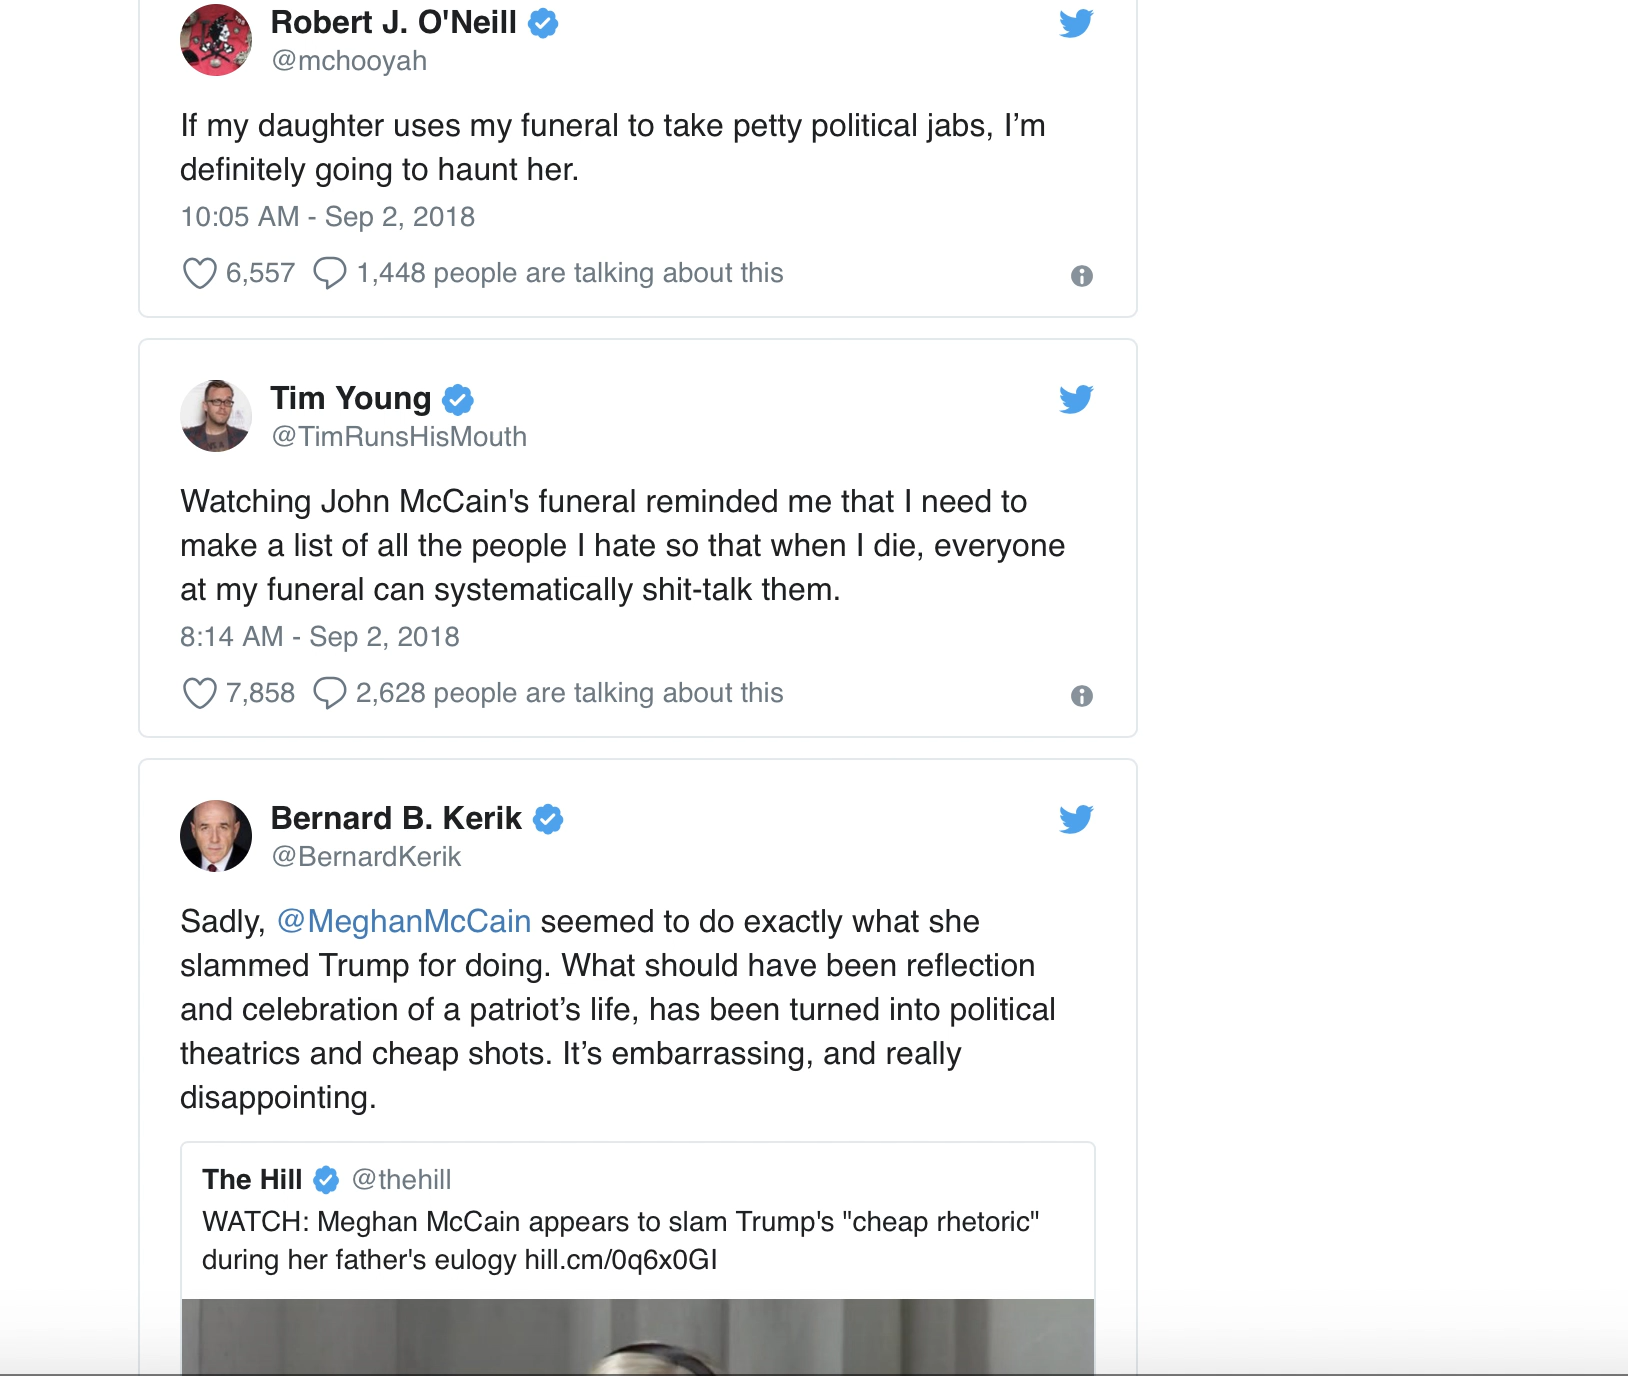 Robert J. O'Neill
@mchooyah
If my daughter uses my funeral to take petty political jabs, I’m
definitely going to haunt her.
10:05 AM - Sep 2, 2018
6,557 1,448 people are talking about this
Tim Young
@TimRunsHisMouth
Watching John McCain's funeral reminded me that I need to
make a list of all the people I hate so that when I die, everyone
at my funeral can systematically shit-talk them.
8:14 AM - Sep 2, 2018
7,858 2,628 people are talking about this
Bernard B. Kerik
@BernardKerik
Sadly, @MeghanMcCain seemed to do exactly what she
slammed Trump for doing. What should have been reflection
and celebration of a patriot’s life, has been turned into political
theatrics and cheap shots. It’s embarrassing, and really
disappointing.
The Hill @thehill
WATCH: Meghan McCain appears to slam Trump's "cheap rhetoric"
during her father's eulogy hill.cm/0q6x0GI